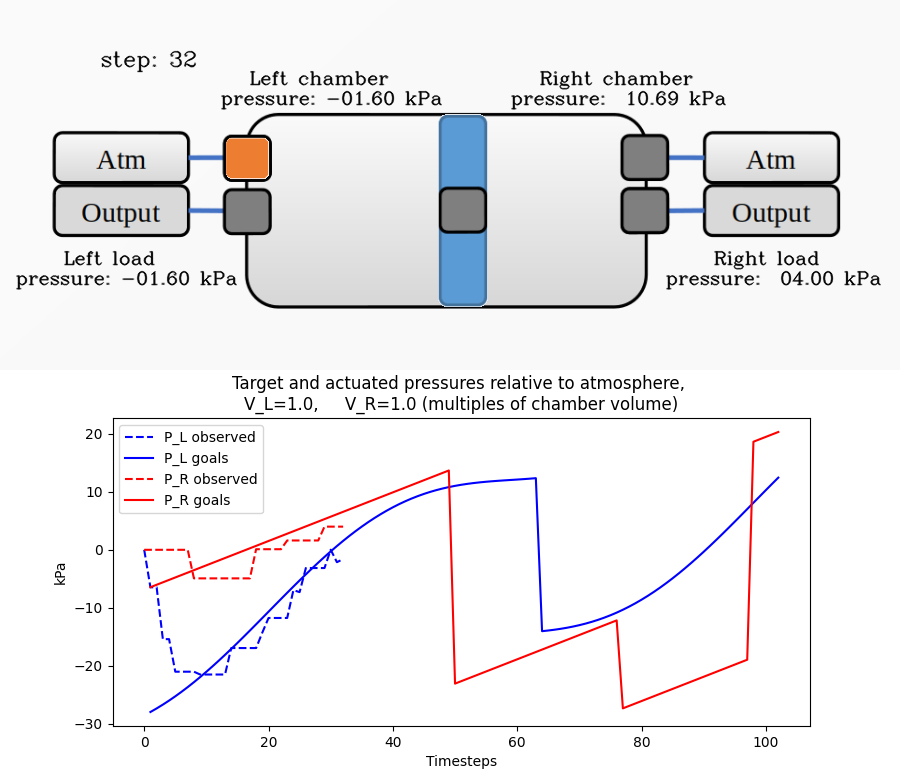 step: 32
Left chamber
pressure: −01.60 kPa
Right chamber
pressure:  10.69 kPa
Atm
Output
Atm
Output
Left load
pressure: −01.60 kPa
Right load
pressure:  04.00 kPa
Target and actuated pressures relative to atmosphere,
V_L=1.0,     V_R=1.0 (multiples of chamber volume)
P_L observed
P_L goals
P_R observed
P_R goals
kPa
20
10
0
−10
−20
−30
0 20 40 60 80 100
Timesteps